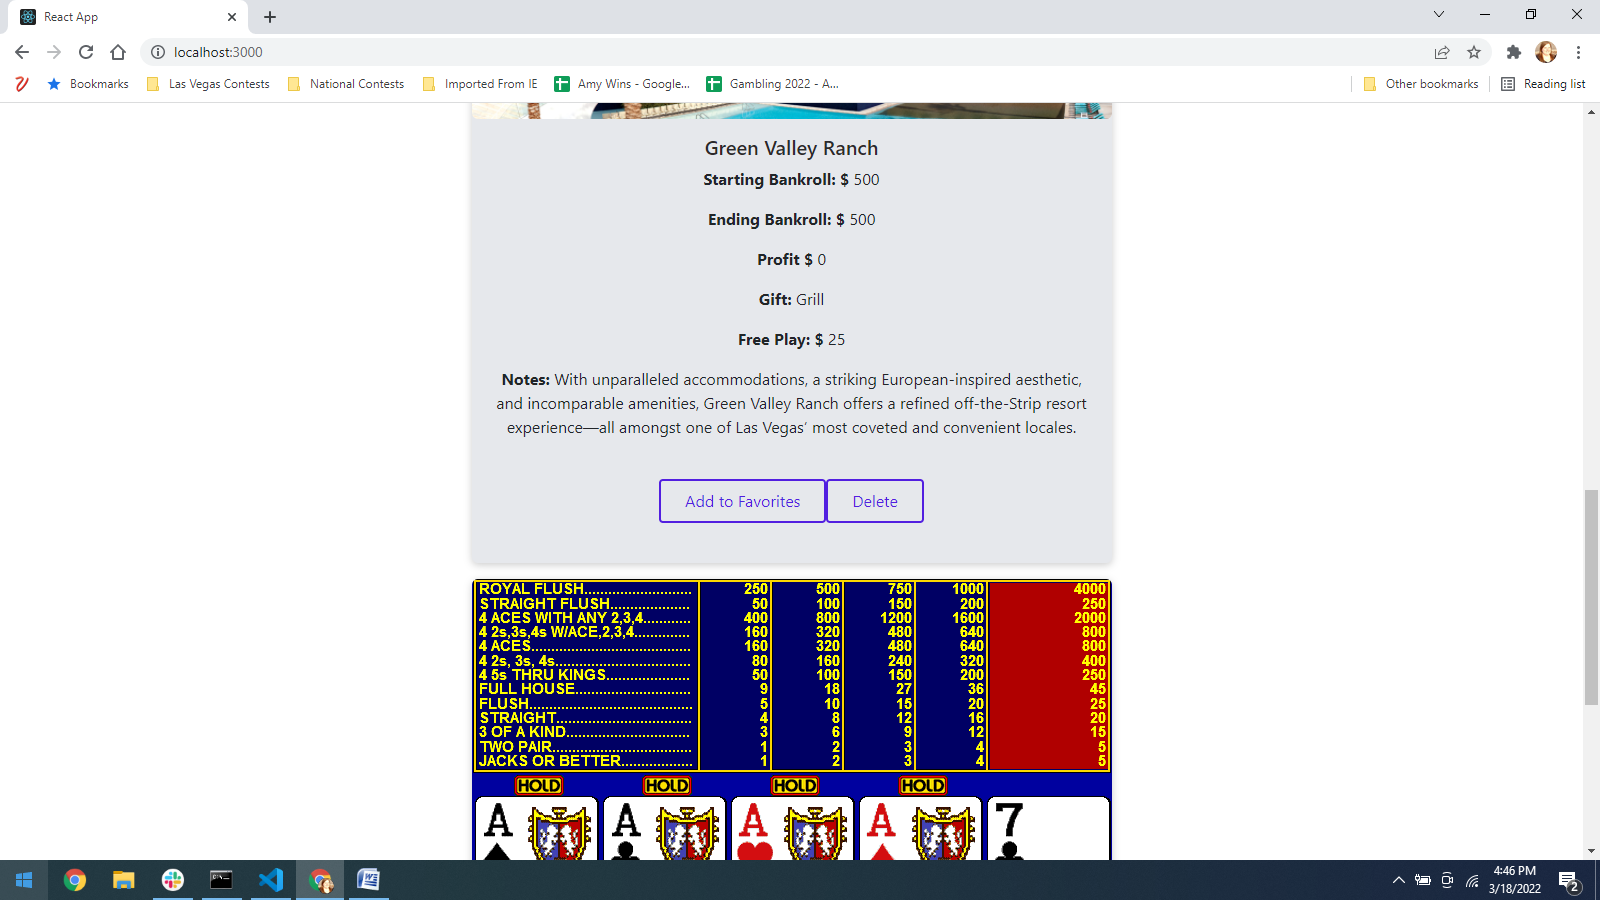 React App
localhost:3000
Bookmarks
Las Vegas Contests
National Contests
Imported From IE
Amy Wins - Google...
Gambling 2022 - A...
Other bookmarks
Reading list
Green Valley Ranch
Starting Bankroll: $ 500
Ending Bankroll: $ 500
Profit $ 0
Gift: Grill
Free Play: $ 25
Notes: With unparalleled accommodations, a striking European-inspired aesthetic,
and incomparable amenities, Green Valley Ranch offers a refined off-the-Strip resort
experience—all amongst one of Las Vegas’ most coveted and convenient locales.
Add to Favorites
Delete
ROYAL FLUSH.......................... 250 500 750 1000 4000
STRAIGHT FLUSH................... 50 100 150 200 250
4 ACES WITH ANY 2,3,4........... 400 800 1200 1600 2000
4 2s,3s,4s W/ACE,2,3,4............. 160 320 480 640 800
4 ACES...................................... 160 320 480 640 800
4 2s, 3s, 4s................................ 80 160 240 320 400
4 5s THRU KINGS.................... 50 100 150 200 250
FULL HOUSE........................... 9 18 27 36 45
FLUSH....................................... 5 10 15 20 25
STRAIGHT................................ 4 8 12 16 20
3 OF A KIND............................. 3 6 9 12 15
TWO PAIR................................. 1 2 3 4 5
JACKS OR BETTER................. 1 2 3 4 5
HOLD HOLD HOLD HOLD
A A A A 7
4:46 PM
3/18/2022
2